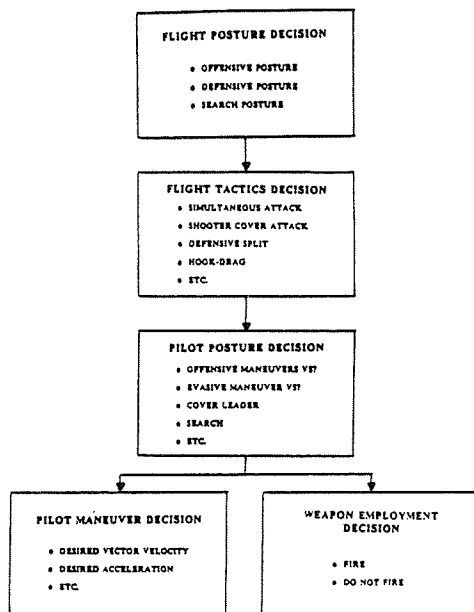 FLIGHT POSTURE DECISION
• OFFENSIVE POSTURE
• DEFENSIVE POSTURE
• SEARCH POSTURE
FLIGHT TACTICS DECISION
• SIMULTANEOUS ATTACK
• SHOOTER COVER ATTACK
• DEFENSIVE SPLIT
• HOOK-DRAG
• ETC.
PILOT POSTURE DECISION
• OFFENSIVE MANEUVERS VS?
• EVASIVE MANEUVER VS?
• COVER LEADER
• SEARCH
• ETC.
PILOT MANEUVER DECISION
• DESIRED VECTOR VELOCITY
• DESIRED ACCELERATION
• ETC.
WEAPON EMPLOYMENT
DECISION
• FIRE
• DO NOT FIRE